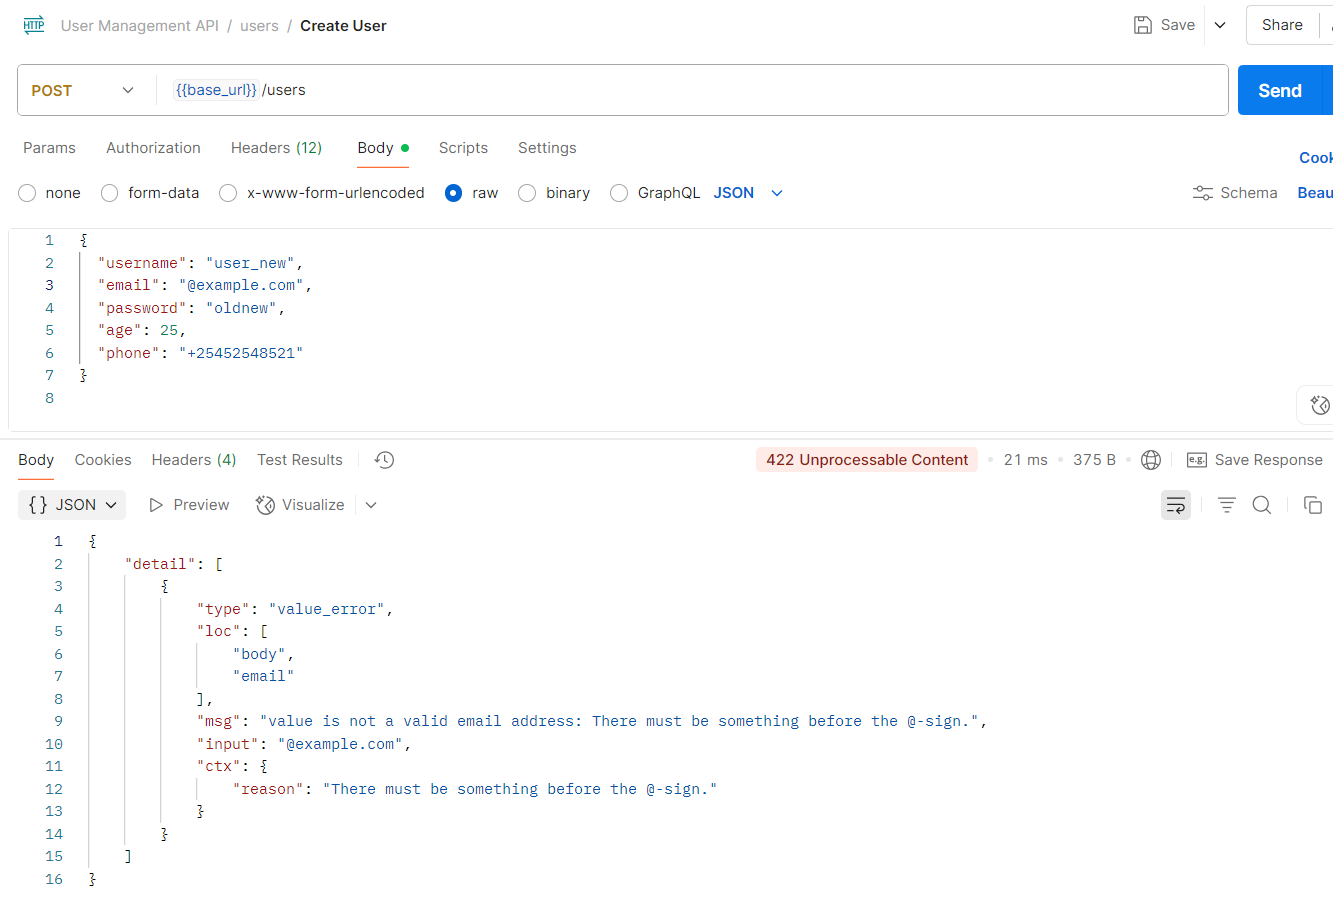 HTTP User Management API / users / Create User Save Share
POST {{base_url}} /users Send
Params Authorization Headers (12) Body Scripts Settings
Cook
none form-data x-www-form-urlencoded raw binary GraphQL JSON Schema Beau
1 {
2 "username": "user_new",
3 "email": "@example.com",
4 "password": "oldnew",
5 "age": 25,
6 "phone": "+25452548521"
7 }
8
Body Cookies Headers (4) Test Results 422 Unprocessable Content • 21 ms • 375 B • e.g. Save Response
{} JSON Preview Visualize
1 {
2 "detail": [
3 {
4 "type": "value_error",
5 "loc": [
6 "body",
7 "email"
8 ],
9 "msg": "value is not a valid email address: There must be something before the @-sign.",
10 "input": "@example.com",
11 "ctx": {
12 "reason": "There must be something before the @-sign."
13 }
14 }
15 ]
16 }